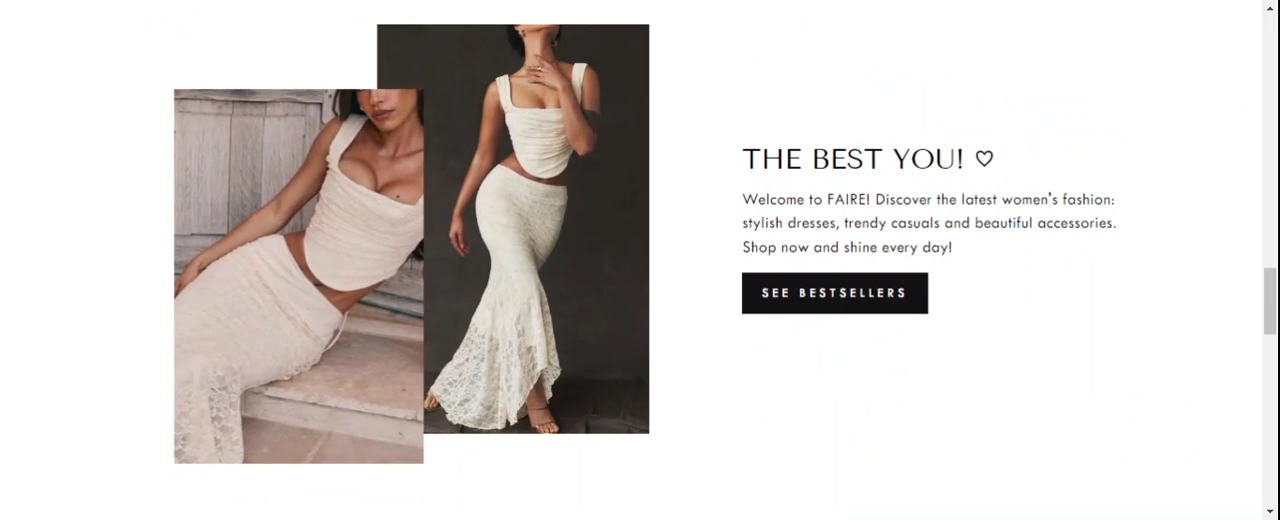 THE BEST YOU! ♡
Welcome to FAIRE! Discover the latest women's fashion:
stylish dresses, trendy casuals and beautiful accessories.
Shop now and shine every day!
SEE BESTSELLERS